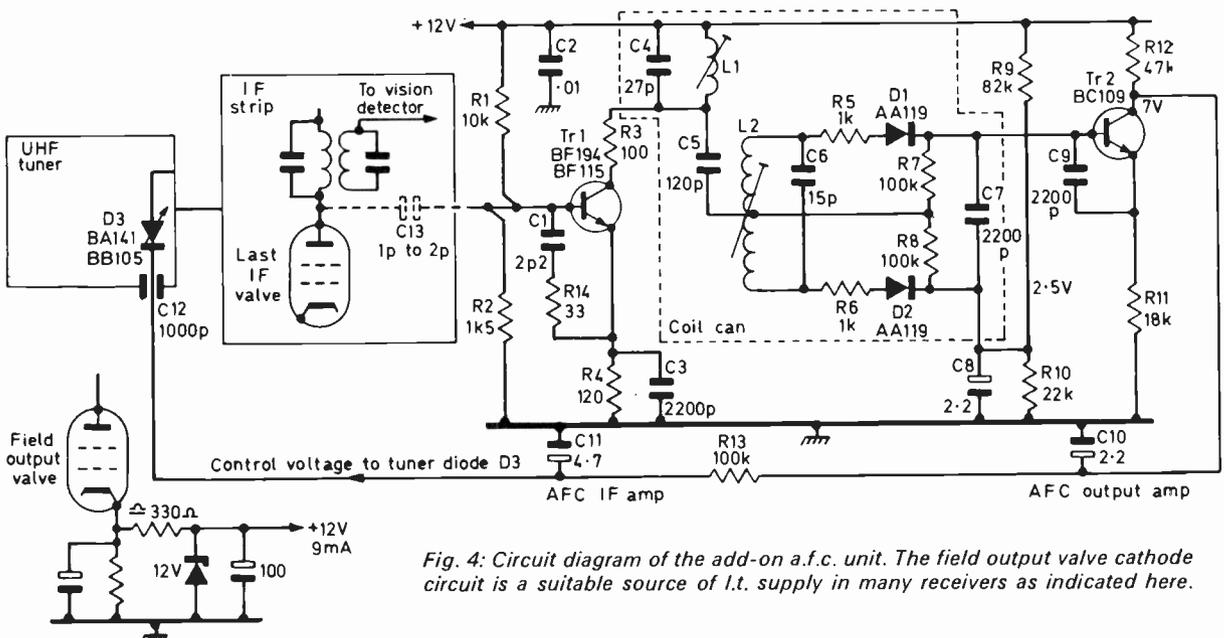 +12V
C2
·01
C4
27p
L1
R9
82k
R12
47k
Tr2
BC109
7V
IF
strip
To vision
detector
R1
10k
Tr1
BF194
BF115
R3
100
C5
120p
L2
R5
1k
D1
AA119
C6
15p
R7
100k
C7
2200
p
C9
2200
p
UHF
tuner
D3
BA141
BB105
C12
1000p
Last
IF
valve
C13
1p to 2p
C1
2p2
R14
33
R2
1k5
R8
100k
R6
1k
D2
AA119
Coil can
2·5V
R11
18k
R4
120
C3
2200p
C8
2·2
R10
22k
Field
output
valve
Control voltage to tuner diode D3
C11
4·7
R13
100k
C10
2·2
AFC IF amp
AFC output amp
≏ 330Ω
+12V
9mA
12V
100
Fig. 4: Circuit diagram of the add-on a.f.c. unit. The field output valve cathode
circuit is a suitable source of l.t. supply in many receivers as indicated here.